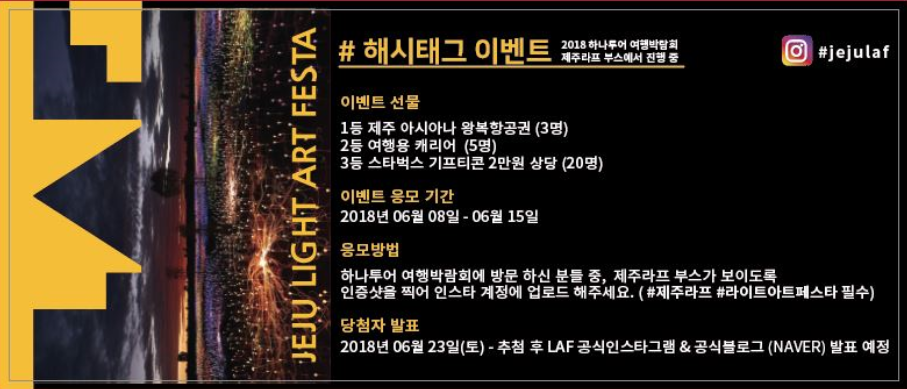 JEJU LIGHT ART FESTA
# 해시태그 이벤트
2018 하나투어 여행박람회
제주라프 부스에서 진행 중
#jejulaf
이벤트 선물
1등 제주 아시아나 왕복항공권 (3명)
2등 여행용 캐리어 (5명)
3등 스타벅스 기프티콘 2만원 상당 (20명)
이벤트 응모 기간
2018년 06월 08일 - 06월 15일
응모방법
하나투어 여행박람회에 방문 하신 분들 중, 제주라프 부스가 보이도록
인증샷을 찍어 인스타 계정에 업로드 해주세요. ( #제주라프 #라이트아트페스타 필수)
당첨자 발표
2018년 06월 23일(토) - 추첨 후 LAF 공식인스타그램 & 공식블로그 (NAVER) 발표 예정